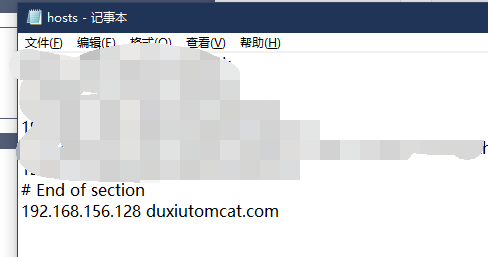 hosts - 记事本
文件(F) 编辑(E) 格式(O) 查看(V) 帮助(H)
# End of section
192.168.156.128 duxiutomcat.com